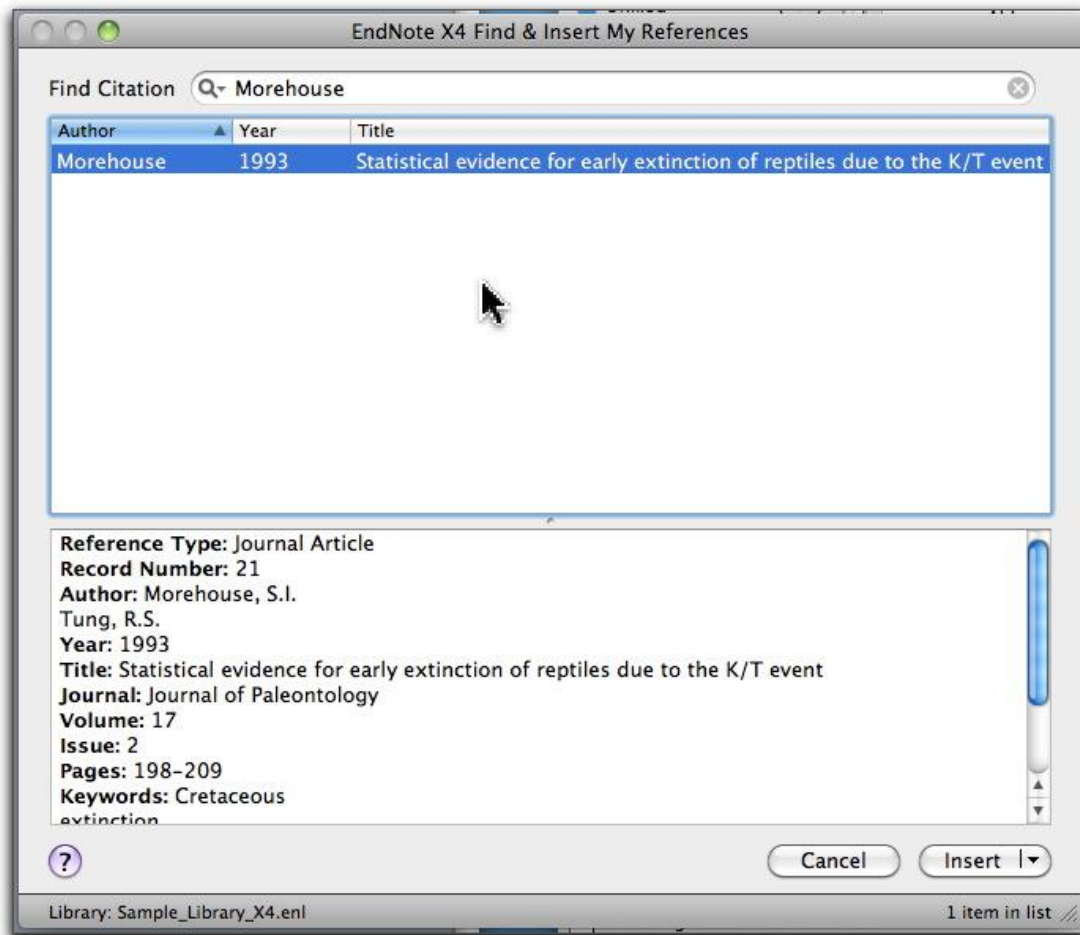 EndNote X4 Find & Insert My References
Find Citation Morehouse
Author Year Title
Morehouse 1993 Statistical evidence for early extinction of reptiles due to the K/T event
Reference Type: Journal Article
Record Number: 21
Author: Morehouse, S.I.
Tung, R.S.
Year: 1993
Title: Statistical evidence for early extinction of reptiles due to the K/T event
Journal: Journal of Paleontology
Volume: 17
Issue: 2
Pages: 198-209
Keywords: Cretaceous
extinction
? Cancel Insert
Library: Sample_Library_X4.enl 1 item in list